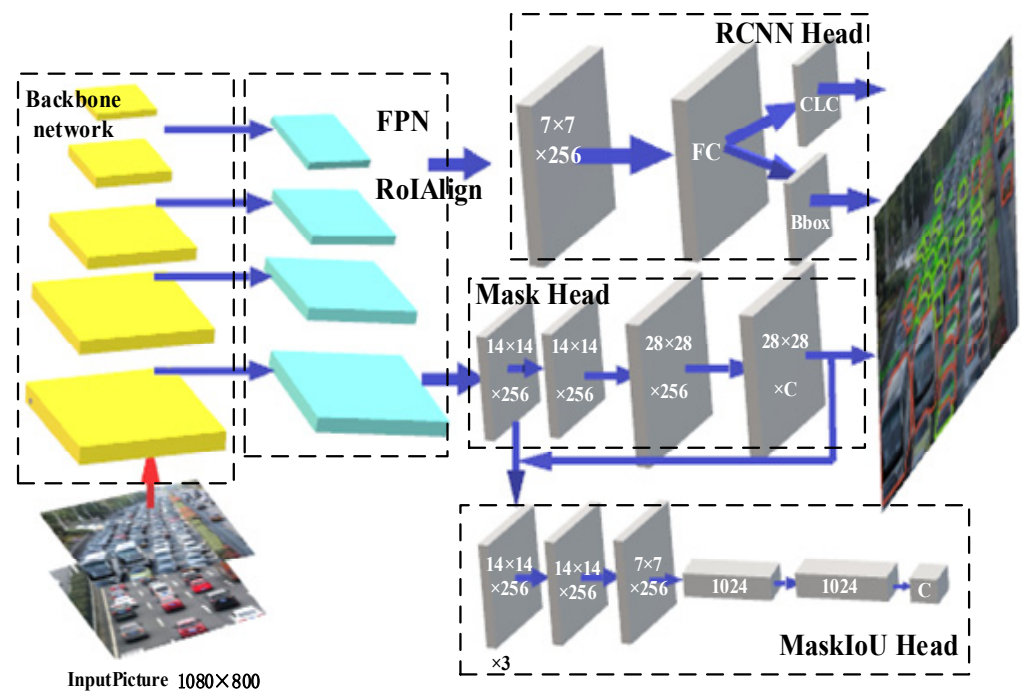 RCNN Head
Backbone
network
FPN
RoIAlign
7×7
×256
FC
CLC
Bbox
Mask Head
14×14
×256
14×14
×256
28×28
×256
28×28
×C
14×14
×256
×3
14×14
×256
7×7
×256
1024
1024
C
MaskIoU Head
InputPicture 1080×800